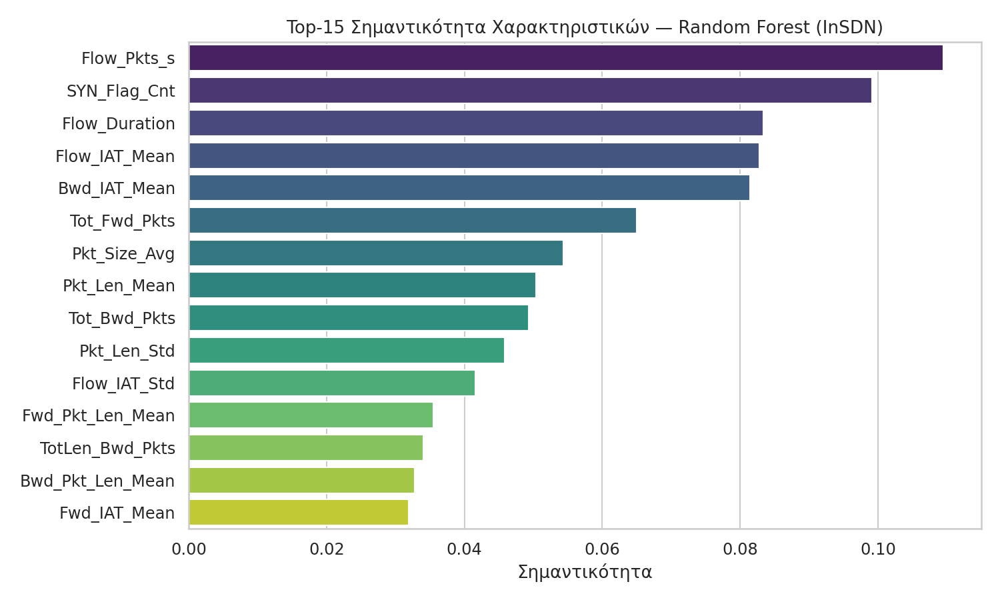 Top-15 Σημαντικότητα Χαρακτηριστικών — Random Forest (InSDN)
Flow_Pkts_s
SYN_Flag_Cnt
Flow_Duration
Flow_IAT_Mean
Bwd_IAT_Mean
Tot_Fwd_Pkts
Pkt_Size_Avg
Pkt_Len_Mean
Tot_Bwd_Pkts
Pkt_Len_Std
Flow_IAT_Std
Fwd_Pkt_Len_Mean
TotLen_Bwd_Pkts
Bwd_Pkt_Len_Mean
Fwd_IAT_Mean
0.00 0.02 0.04 0.06 0.08 0.10
Σημαντικότητα